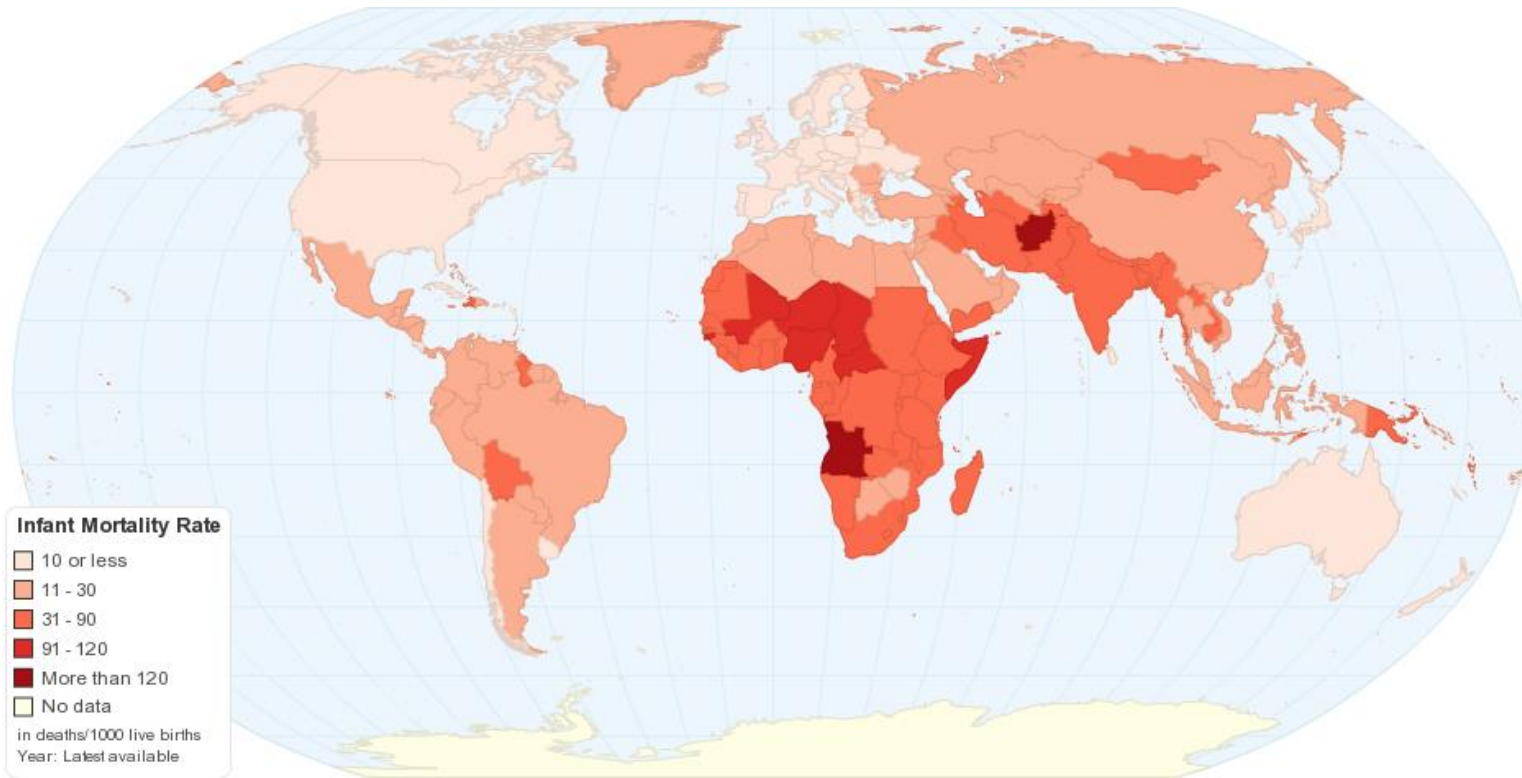 Infant Mortality Rate
10 or less
11 - 30
31 - 90
91 - 120
More than 120
No data
in deaths/1000 live births
Year: Latest available